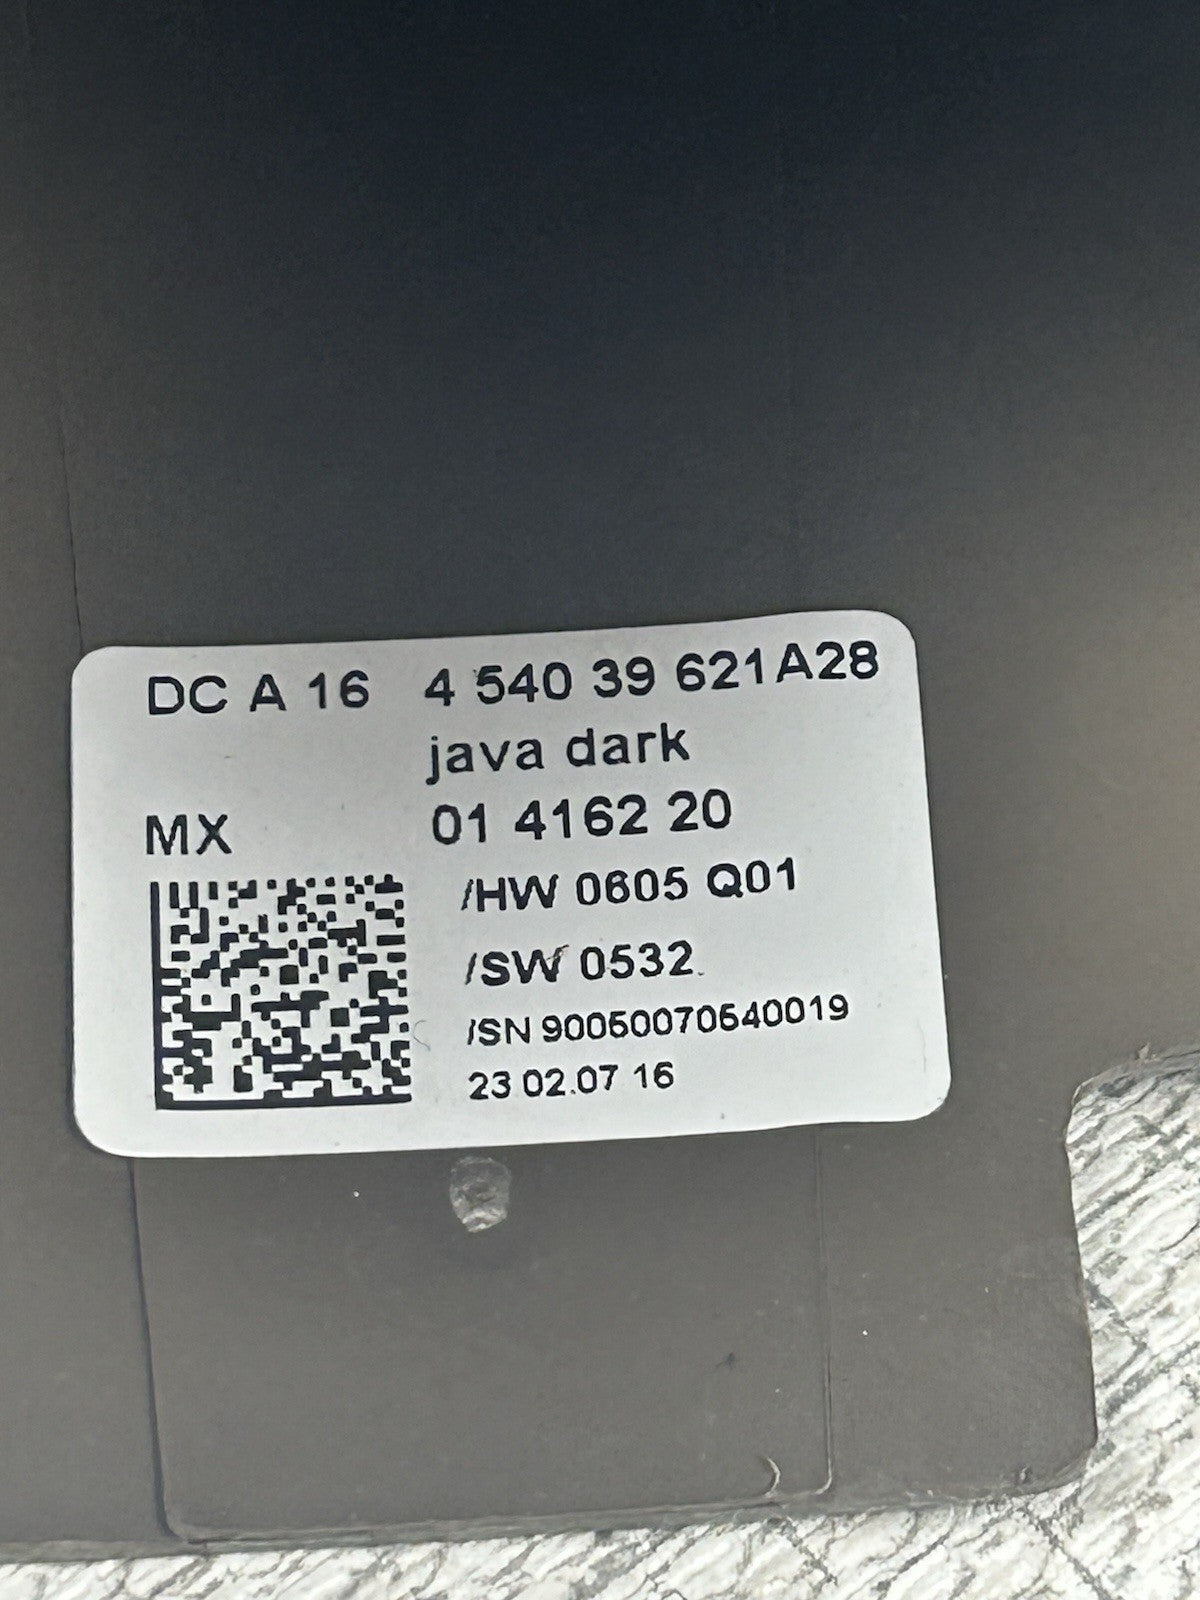 DC A 16 4 540 39 621A28
java dark
MX 01 4162 20
/HW 0605 Q01
/SW 0532
/SN 90050070540019
23 02.07 16